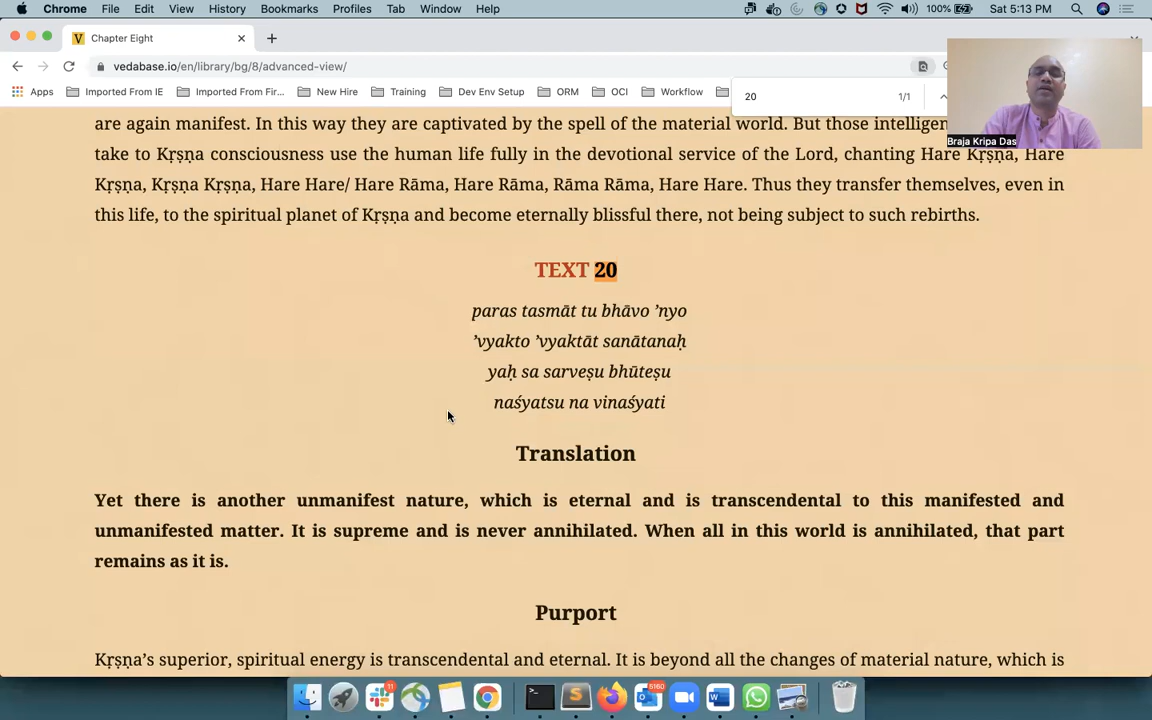 Chrome File Edit View History Bookmarks Profiles Tab Window Help 100% Sat 5:13 PM
Chapter Eight
vedabase.io/en/library/bg/8/advanced-view/
Apps Imported From IE Imported From Fir... New Hire Training Dev Env Setup ORM OCI Workflow
20 1/1
Braja Kripa Das
are again manifest. In this way they are captivated by the spell of the material world. But those intelligen
take to Kṛṣṇa consciousness use the human life fully in the devotional service of the Lord, chanting Hare Kṛṣṇa, Hare
Kṛṣṇa, Kṛṣṇa Kṛṣṇa, Hare Hare/ Hare Rāma, Hare Rāma, Rāma Rāma, Hare Hare. Thus they transfer themselves, even in
this life, to the spiritual planet of Kṛṣṇa and become eternally blissful there, not being subject to such rebirths.
TEXT 20
paras tasmāt tu bhāvo ’nyo
’vyakto ’vyaktāt sanātanaḥ
yaḥ sa sarveṣu bhūteṣu
naśyatsu na vinaśyati
Translation
Yet there is another unmanifest nature, which is eternal and is transcendental to this manifested and
unmanifested matter. It is supreme and is never annihilated. When all in this world is annihilated, that part
remains as it is.
Purport
Kṛṣṇa’s superior, spiritual energy is transcendental and eternal. It is beyond all the changes of material nature, which is
11
5160